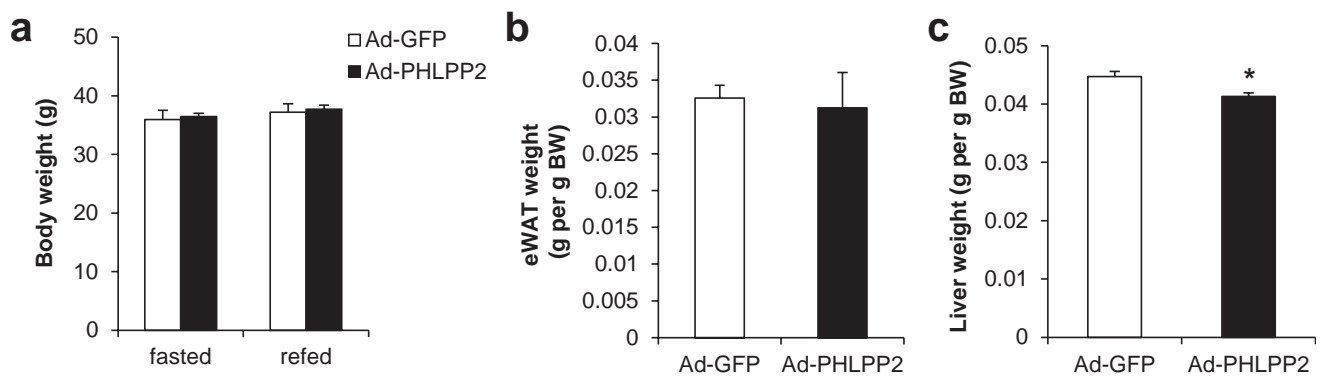 a
Body weight (g)
50
40
30
20
10
0
fasted
refed
Ad-GFP
Ad-PHLPP2
b
eWAT weight
(g per g BW)
0.04
0.035
0.03
0.025
0.02
0.015
0.01
0.005
0
Ad-GFP
Ad-PHLPP2
c
Liver weight (g per g BW)
0.05
0.04
0.03
0.02
0.01
0
*
Ad-GFP
Ad-PHLPP2